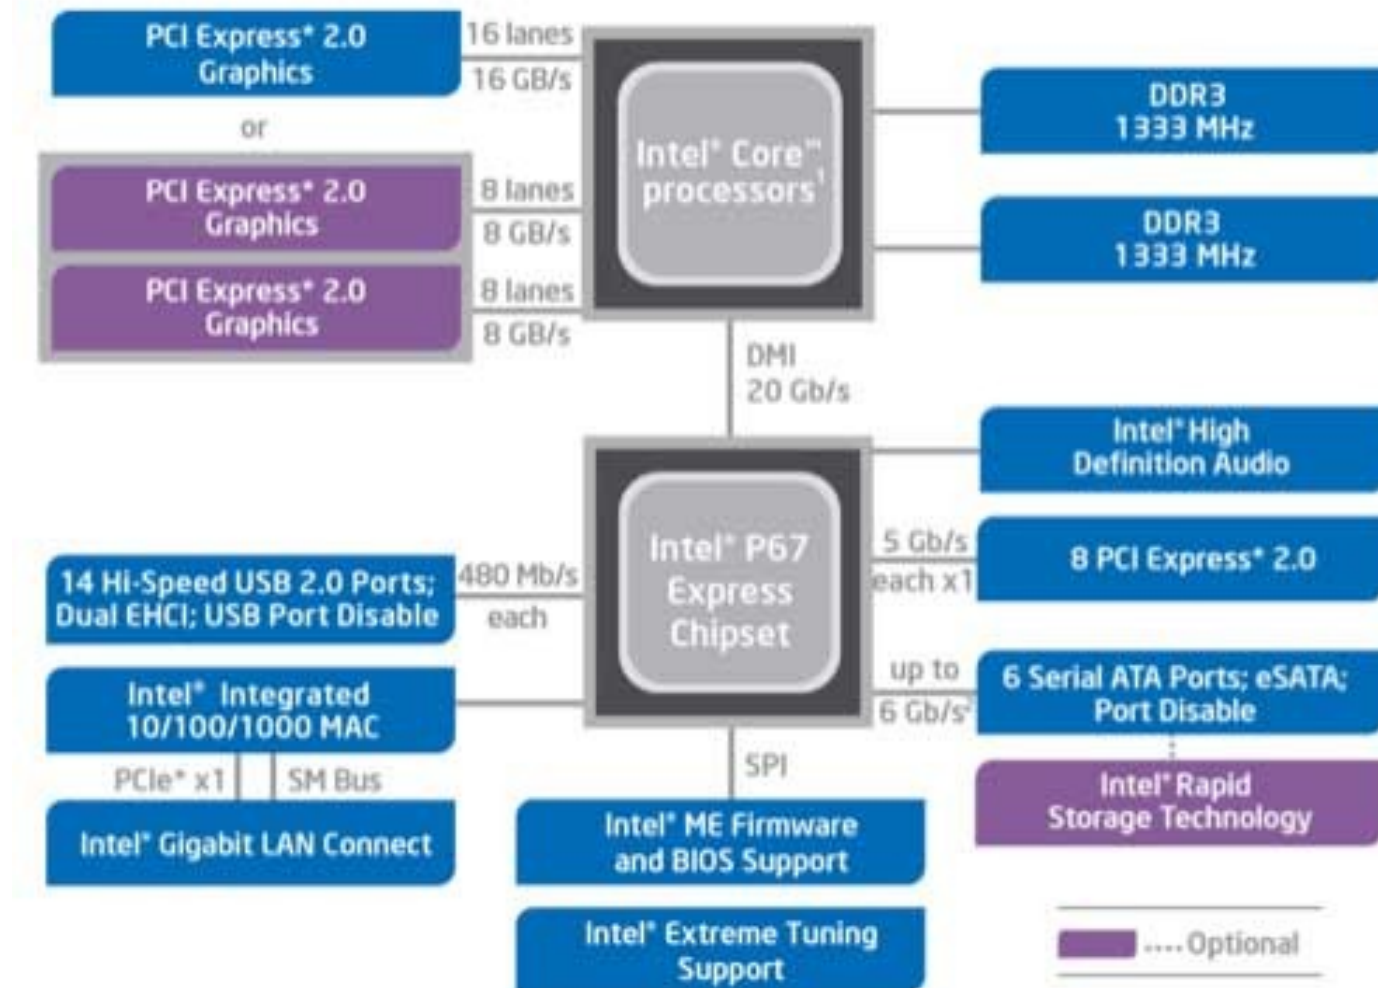 PCI Express* 2.0
Graphics
16 lanes
16 GB/s
or
PCI Express* 2.0
Graphics
8 lanes
8 GB/s
PCI Express* 2.0
Graphics
8 lanes
8 GB/s
Intel® Core™
processors¹
DDR3
1333 MHz
DDR3
1333 MHz
DMI
20 Gb/s
Intel® High
Definition Audio
Intel® P67
Express
Chipset
5 Gb/s
each x1
8 PCI Express* 2.0
14 Hi-Speed USB 2.0 Ports;
Dual EHCI; USB Port Disable
480 Mb/s
each
up to
6 Gb/s²
6 Serial ATA Ports; eSATA;
Port Disable
Intel® Integrated
10/100/1000 MAC
PCIe* x1
SM Bus
Intel® Gigabit LAN Connect
SPI
Intel® ME Firmware
and BIOS Support
Intel® Rapid
Storage Technology
Intel® Extreme Tuning
Support
Optional